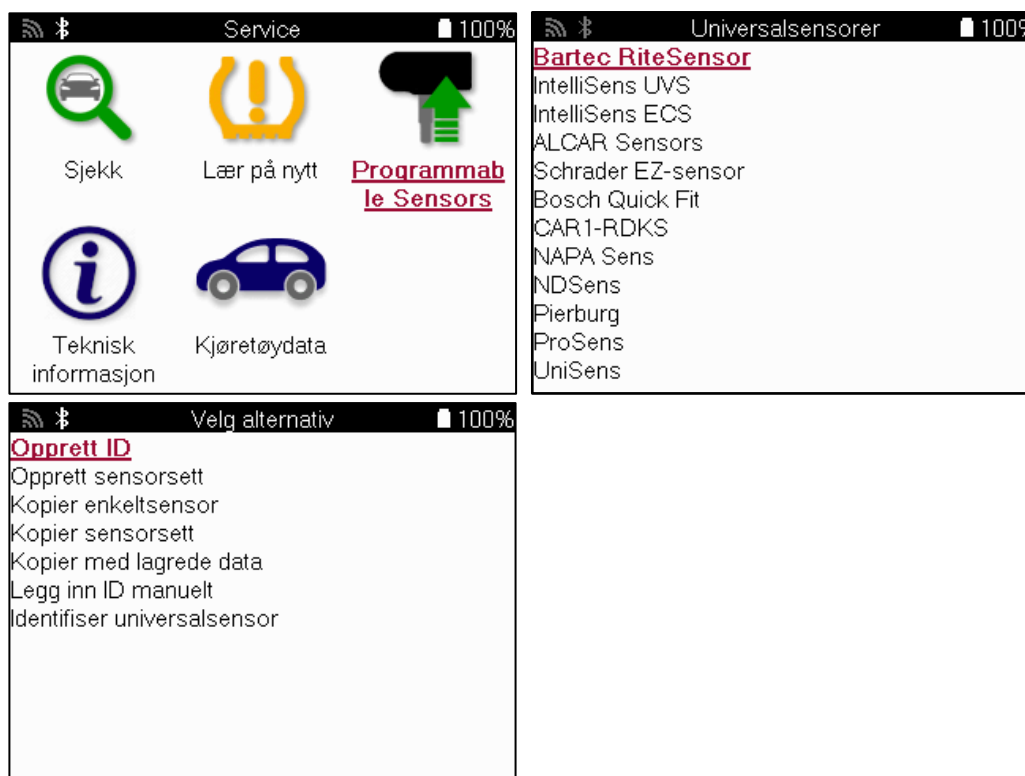 Service 100%
Sjekk
Lær på nytt
Programmab
le Sensors
Teknisk
informasjon
Kjøretøydata
Universalsensorer 100%
Bartec RiteSensor
IntelliSens UVS
IntelliSens ECS
ALCAR Sensors
Schrader EZ-sensor
Bosch Quick Fit
CAR1-RDKS
NAPA Sens
NDSens
Pierburg
ProSens
UniSens
Velg alternativ 100%
Opprett ID
Opprett sensorsett
Kopier enkeltsensor
Kopier sensorsett
Kopier med lagrede data
Legg inn ID manuelt
Identifiser universalsensor